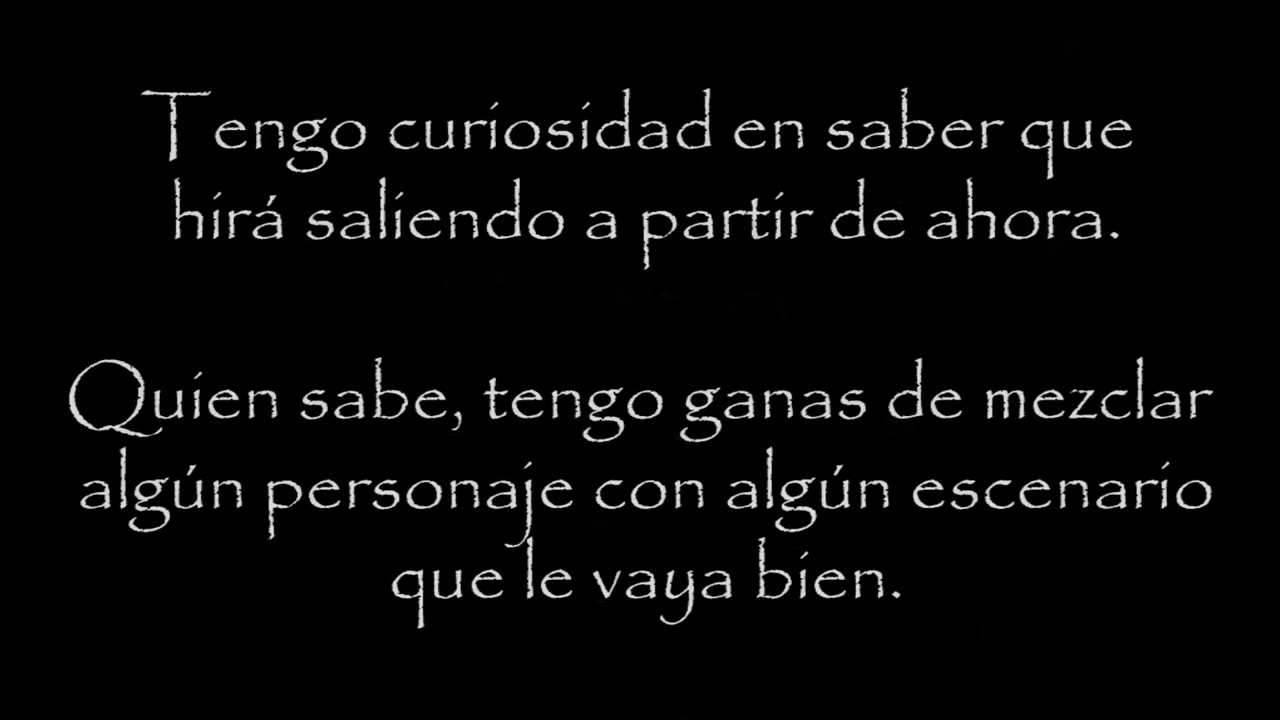 Tengo curiosidad en saber que
hirá saliendo a partir de ahora.
Quien sabe, tengo ganas de mezclar
algún personaje con algún escenario
que le vaya bien.